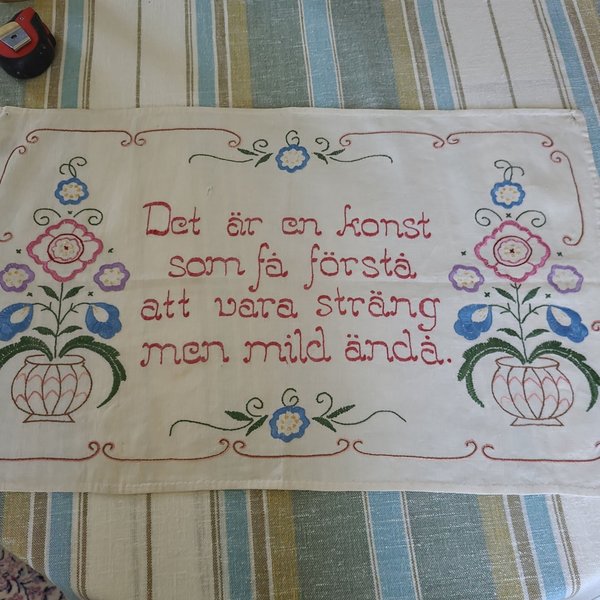 Det är en konst
som få förstå
att vara sträng
men mild ändå.